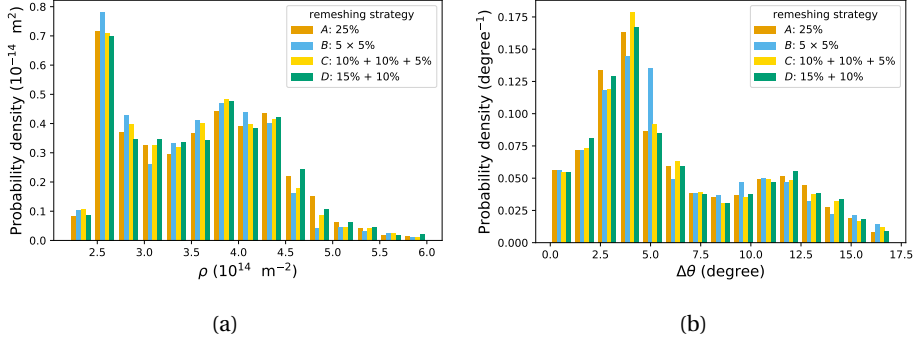 0.8
0.7
0.6
0.5
0.4
0.3
0.2
0.1
0.0
Probability density (10⁻¹⁴ m²)
2.5 3.0 3.5 4.0 4.5 5.0 5.5 6.0
ρ (10¹⁴ m⁻²)
remeshing strategy
A: 25%
B: 5 × 5%
C: 10% + 10% + 5%
D: 15% + 10%
(a)
0.175
0.150
0.125
0.100
0.075
0.050
0.025
0.000
Probability density (degree⁻¹)
0.0 2.5 5.0 7.5 10.0 12.5 15.0 17.5
Δθ (degree)
remeshing strategy
A: 25%
B: 5 × 5%
C: 10% + 10% + 5%
D: 15% + 10%
(b)